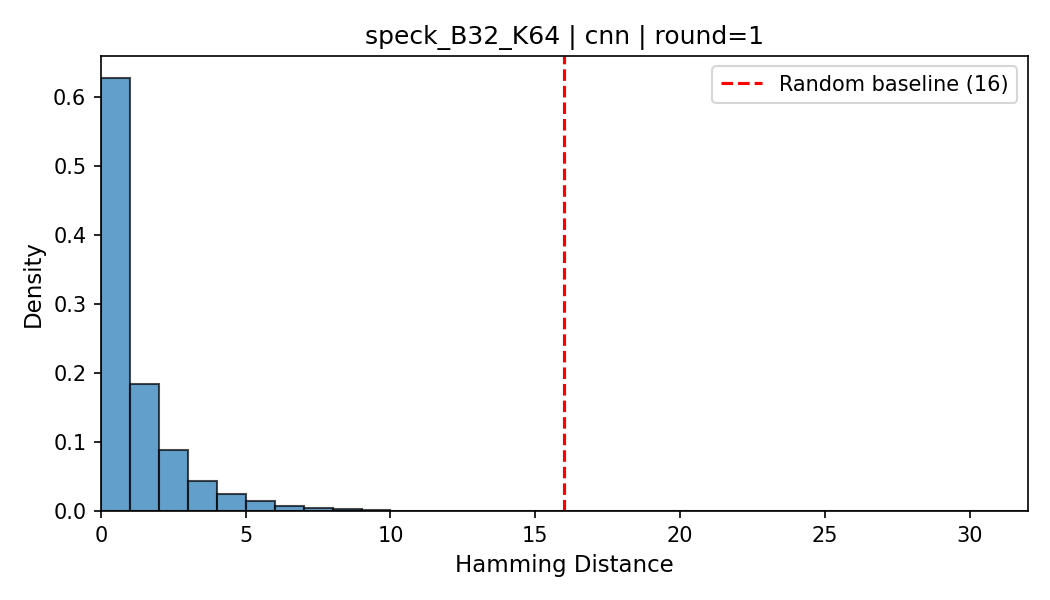 speck_B32_K64 | cnn | round=1
Random baseline (16)
Density
0.6
0.5
0.4
0.3
0.2
0.1
0.0
0 5 10 15 20 25 30
Hamming Distance